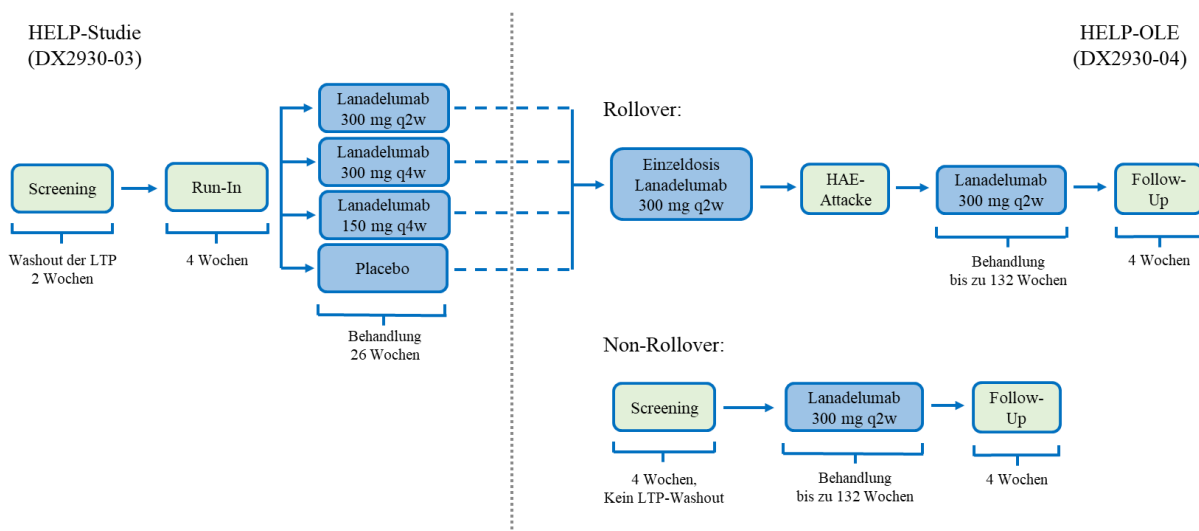 HELP-Studie
(DX2930-03)
HELP-OLE
(DX2930-04)
Screening
Run-In
Lanadelumab
300 mg q2w
Lanadelumab
300 mg q4w
Lanadelumab
150 mg q4w
Placebo
Washout der LTP
2 Wochen
4 Wochen
Behandlung
26 Wochen
Rollover:
Einzeldosis
Lanadelumab
300 mg q2w
HAE-
Attacke
Lanadelumab
300 mg q2w
Follow-
Up
Behandlung
bis zu 132 Wochen
4 Wochen
Non-Rollover:
Screening
Lanadelumab
300 mg q2w
Follow-
Up
4 Wochen,
Kein LTP-Washout
Behandlung
bis zu 132 Wochen
4 Wochen